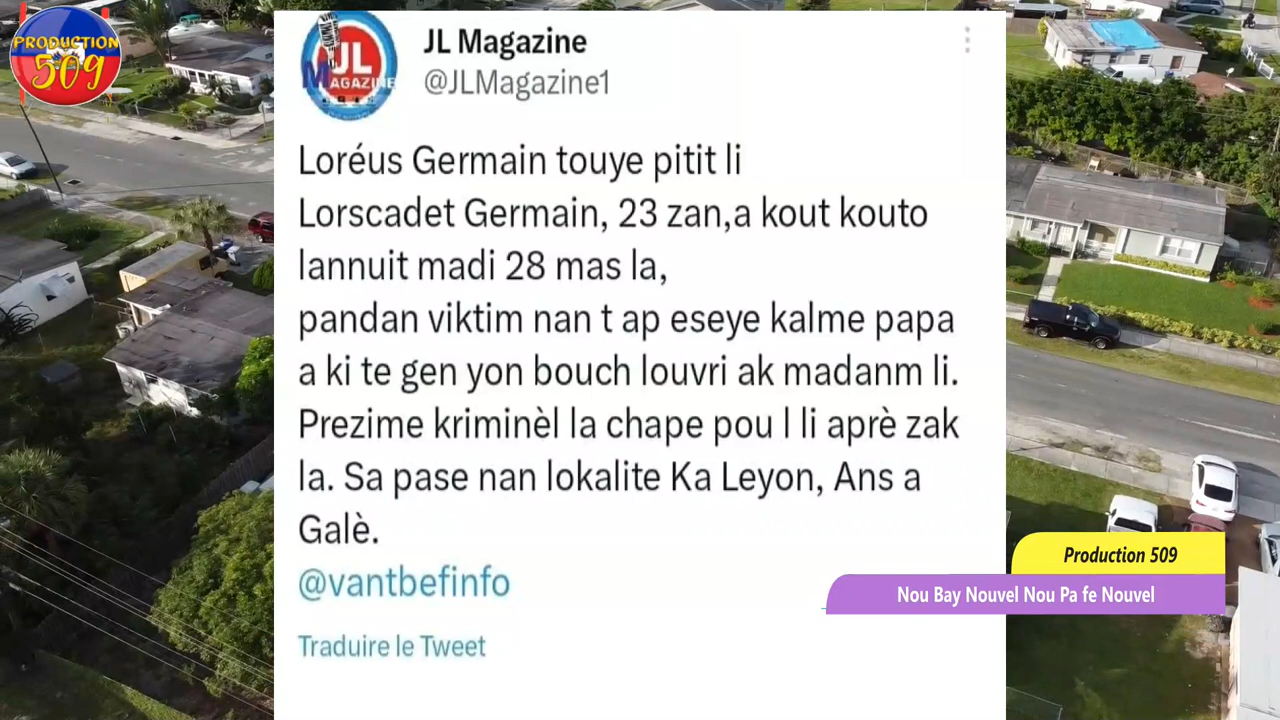 PRODUCTION
509
JL
MAGAZINE
JL Magazine
@JLMagazine1
Loréus Germain touye pitit li
Lorscadet Germain, 23 zan,a kout kouto
lannuit madi 28 mas la,
pandan viktim nan t ap eseye kalme papa
a ki te gen yon bouch louvri ak madanm li.
Prezime kriminèl la chape pou l li aprè zak
la. Sa pase nan lokalite Ka Leyon, Ans a
Galè.
@vantbefinfo
Traduire le Tweet
Production 509
Nou Bay Nouvel Nou Pa fe Nouvel